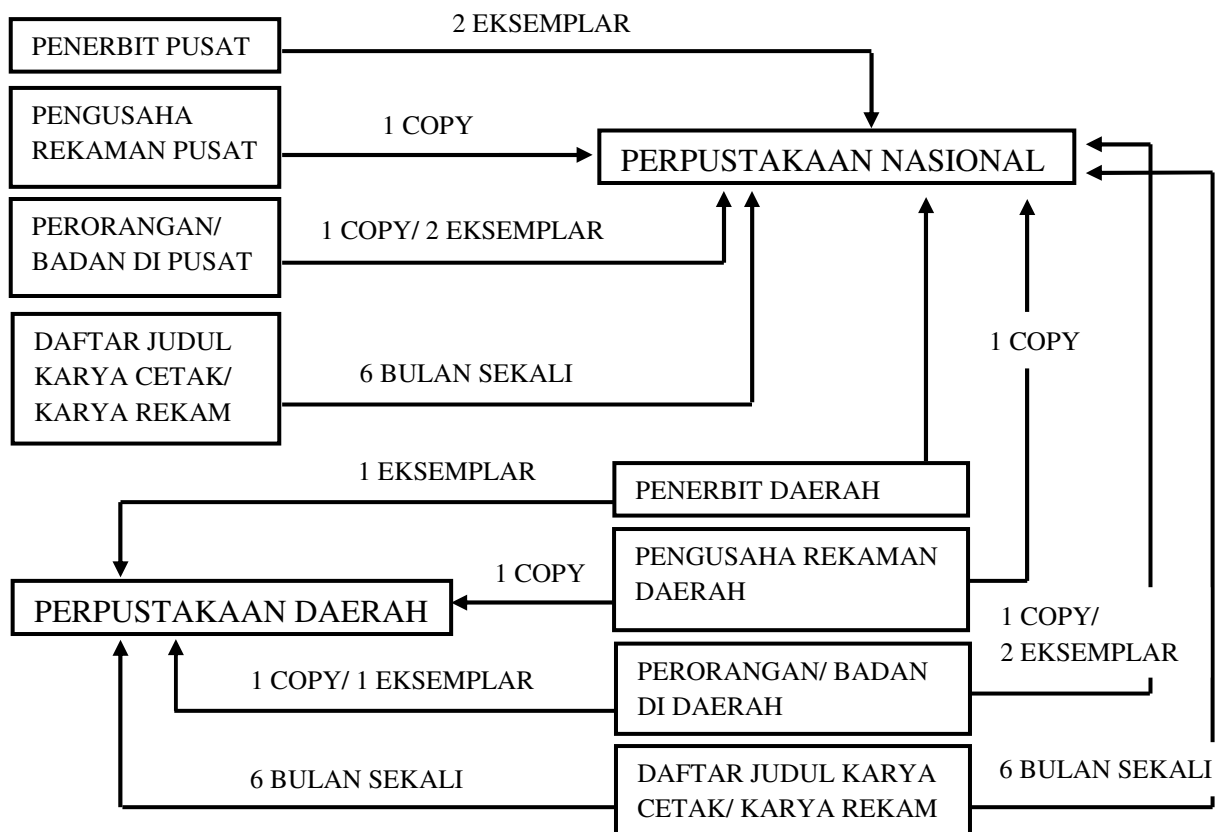 2 EKSEMPLAR
PENERBIT PUSAT
PENGUSAHA
REKAMAN PUSAT
1 COPY
PERPUSTAKAAN NASIONAL
PERORANGAN/
BADAN DI PUSAT
1 COPY/ 2 EKSEMPLAR
DAFTAR JUDUL
KARYA CETAK/
KARYA REKAM
6 BULAN SEKALI
1 COPY
1 EKSEMPLAR
PENERBIT DAERAH
1 COPY
PENGUSAHA REKAMAN
DAERAH
PERPUSTAKAAN DAERAH
1 COPY/
2 EKSEMPLAR
1 COPY/ 1 EKSEMPLAR
PERORANGAN/ BADAN
DI DAERAH
6 BULAN SEKALI
DAFTAR JUDUL KARYA
CETAK/ KARYA REKAM
6 BULAN SEKALI